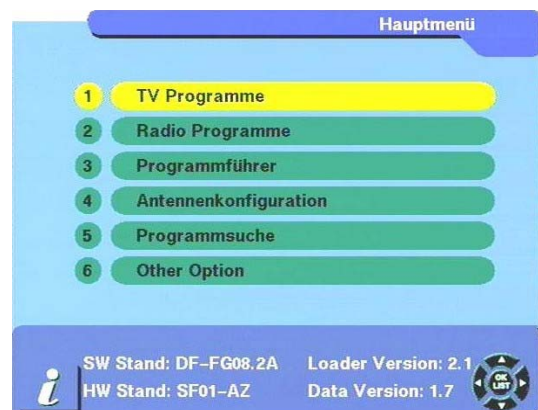 Hauptmenü
1 TV Programme
2 Radio Programme
3 Programmführer
4 Antennenkonfiguration
5 Programmsuche
6 Other Option
i SW Stand: DF-FG08.2A Loader Version: 2.1
HW Stand: SF01-AZ Data Version: 1.7
OK
LIST